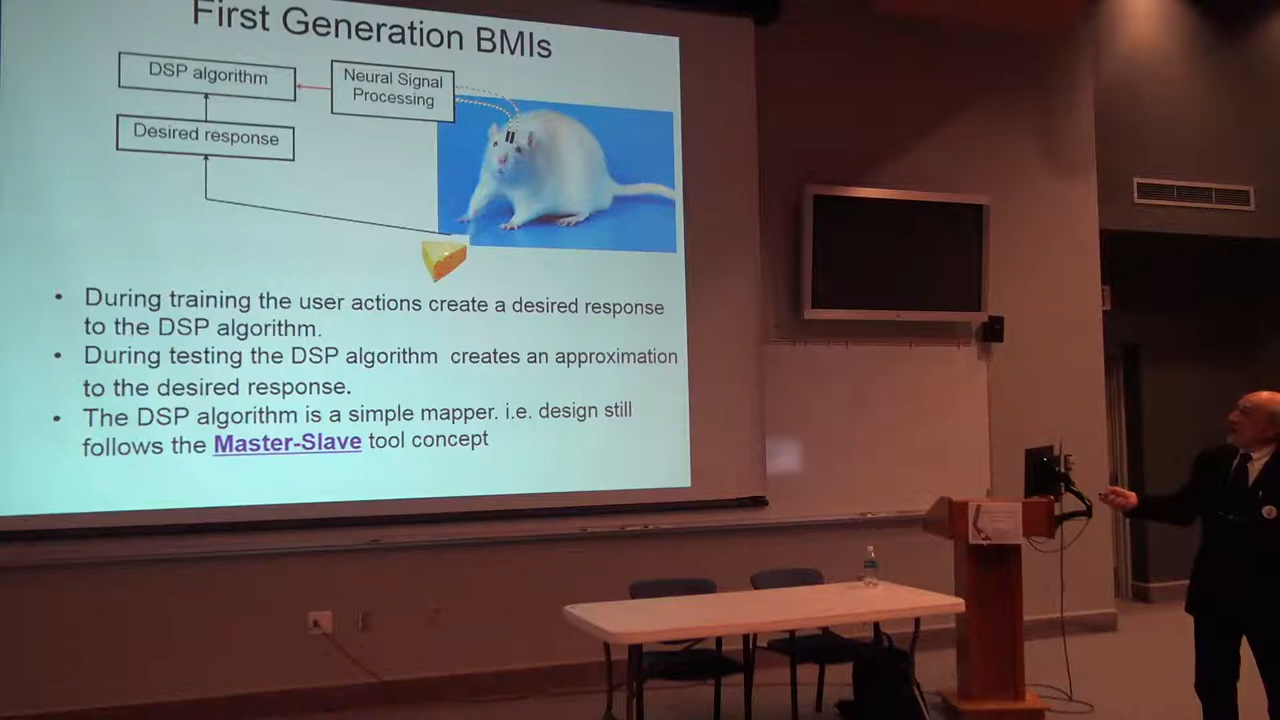 First Generation BMIs
DSP algorithm
Neural Signal
Processing
Desired response
• During training the user actions create a desired response
to the DSP algorithm.
• During testing the DSP algorithm creates an approximation
to the desired response.
• The DSP algorithm is a simple mapper. i.e. design still
follows the Master-Slave tool concept